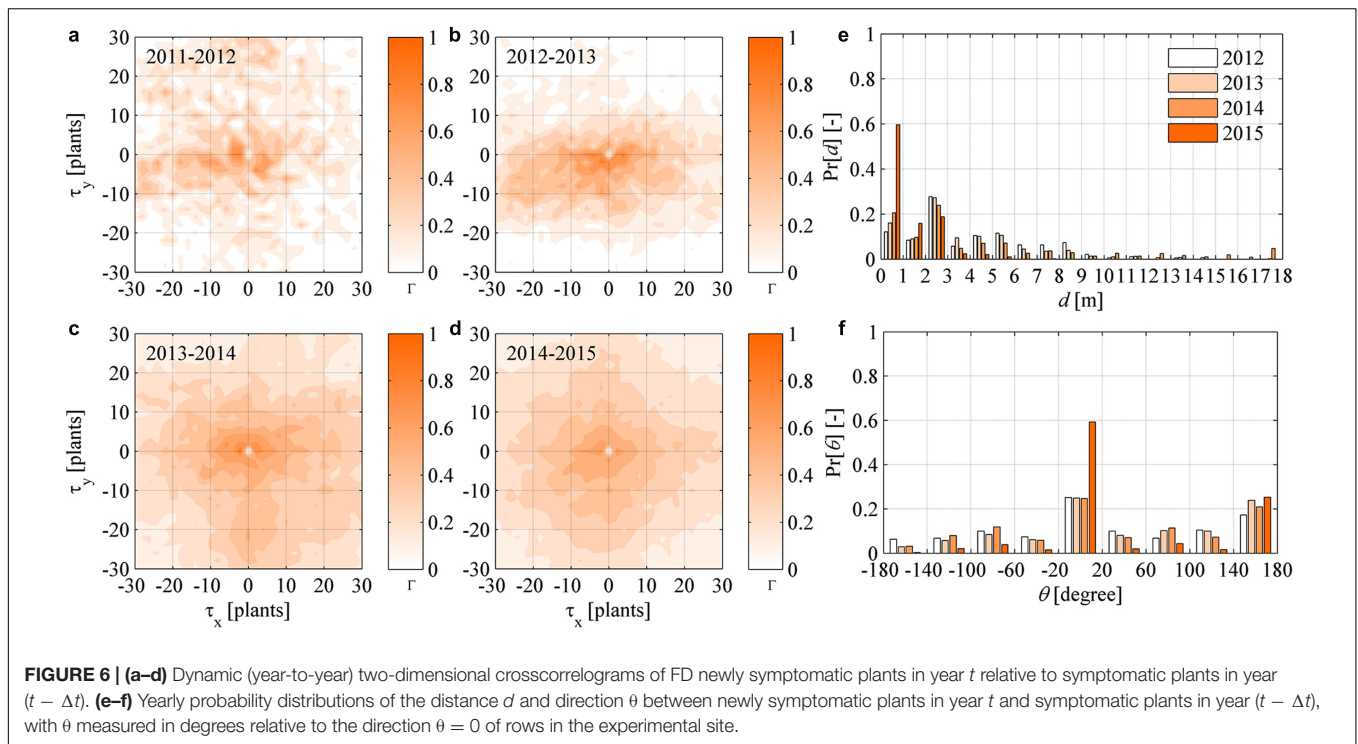 a
2011-2012
30
20
10
0
-10
-20
-30
τy [plants]
-30 -20 -10 0 10 20 30
1
0.8
0.6
0.4
0.2
0
Γ
b
2012-2013
30
20
10
0
-10
-20
-30
-30 -20 -10 0 10 20 30
1
0.8
0.6
0.4
0.2
0
Γ
e
1
0.8
0.6
0.4
0.2
0
Pr[d] [-]
2012
2013
2014
2015
0 1 2 3 4 5 6 7 8 9 10 11 12 13 14 15 16 17 18
d [m]
c
2013-2014
30
20
10
0
-10
-20
-30
τy [plants]
-30 -20 -10 0 10 20 30
τx [plants]
1
0.8
0.6
0.4
0.2
0
Γ
d
2014-2015
30
20
10
0
-10
-20
-30
-30 -20 -10 0 10 20 30
τx [plants]
1
0.8
0.6
0.4
0.2
0
Γ
f
1
0.8
0.6
0.4
0.2
0
Pr[θ] [-]
-180 -140 -100 -60 -20 20 60 100 130 180
θ [degree]
FIGURE 6 | (a–d) Dynamic (year-to-year) two-dimensional crosscorrelograms of FD newly symptomatic plants in year t relative to symptomatic plants in year
(t − Δt). (e–f) Yearly probability distributions of the distance d and direction θ between newly symptomatic plants in year t and symptomatic plants in year (t − Δt),
with θ measured in degrees relative to the direction θ = 0 of rows in the experimental site.